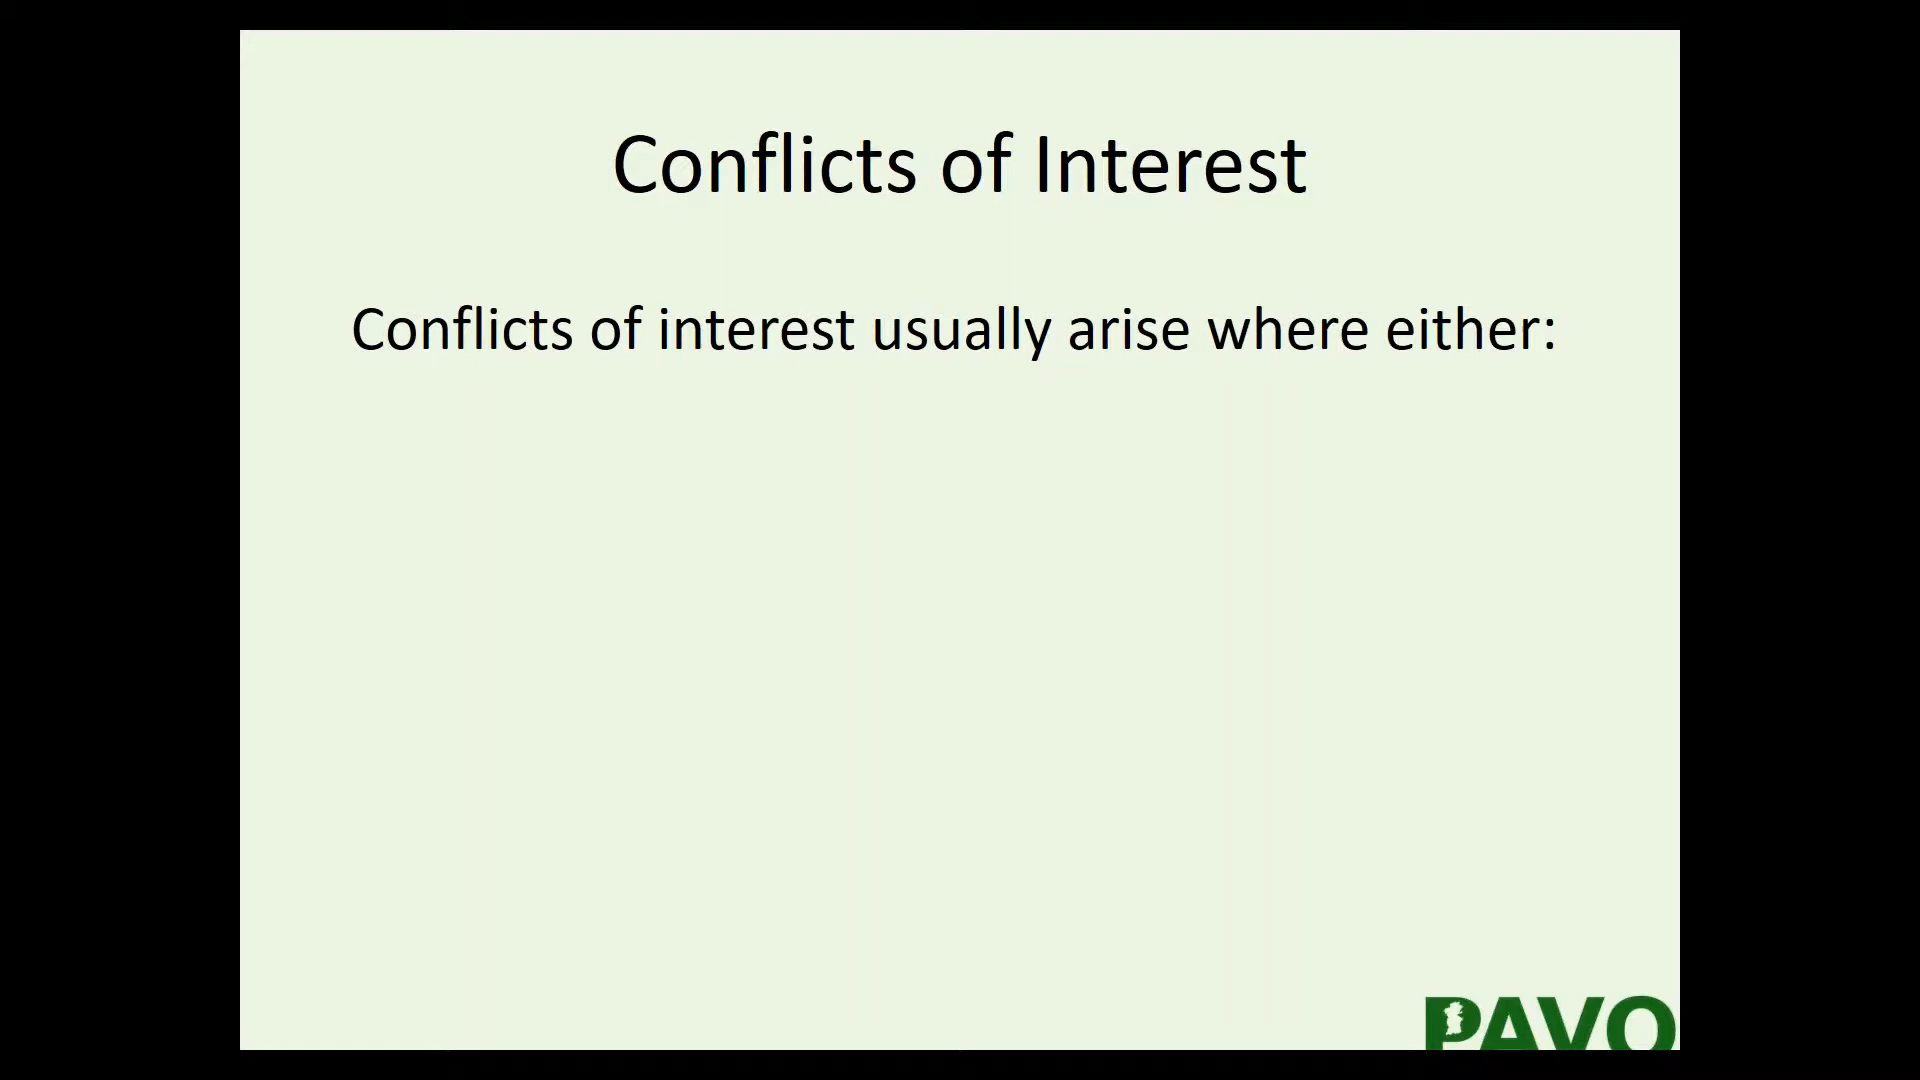 Conflicts of Interest
Conflicts of interest usually arise where either:
PAVO